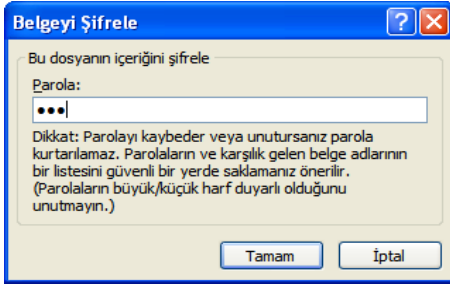 Belgeyi Şifrele
Bu dosyanın içeriğini şifrele
Parola:
●●●
Dikkat: Parolayı kaybeder veya unutursanız parola
kurtarılamaz. Parolaların ve karşılık gelen belge adlarının
bir listesini güvenli bir yerde saklamanız önerilir.
(Parolaların büyük/küçük harf duyarlı olduğunu
unutmayın.)
Tamam İptal